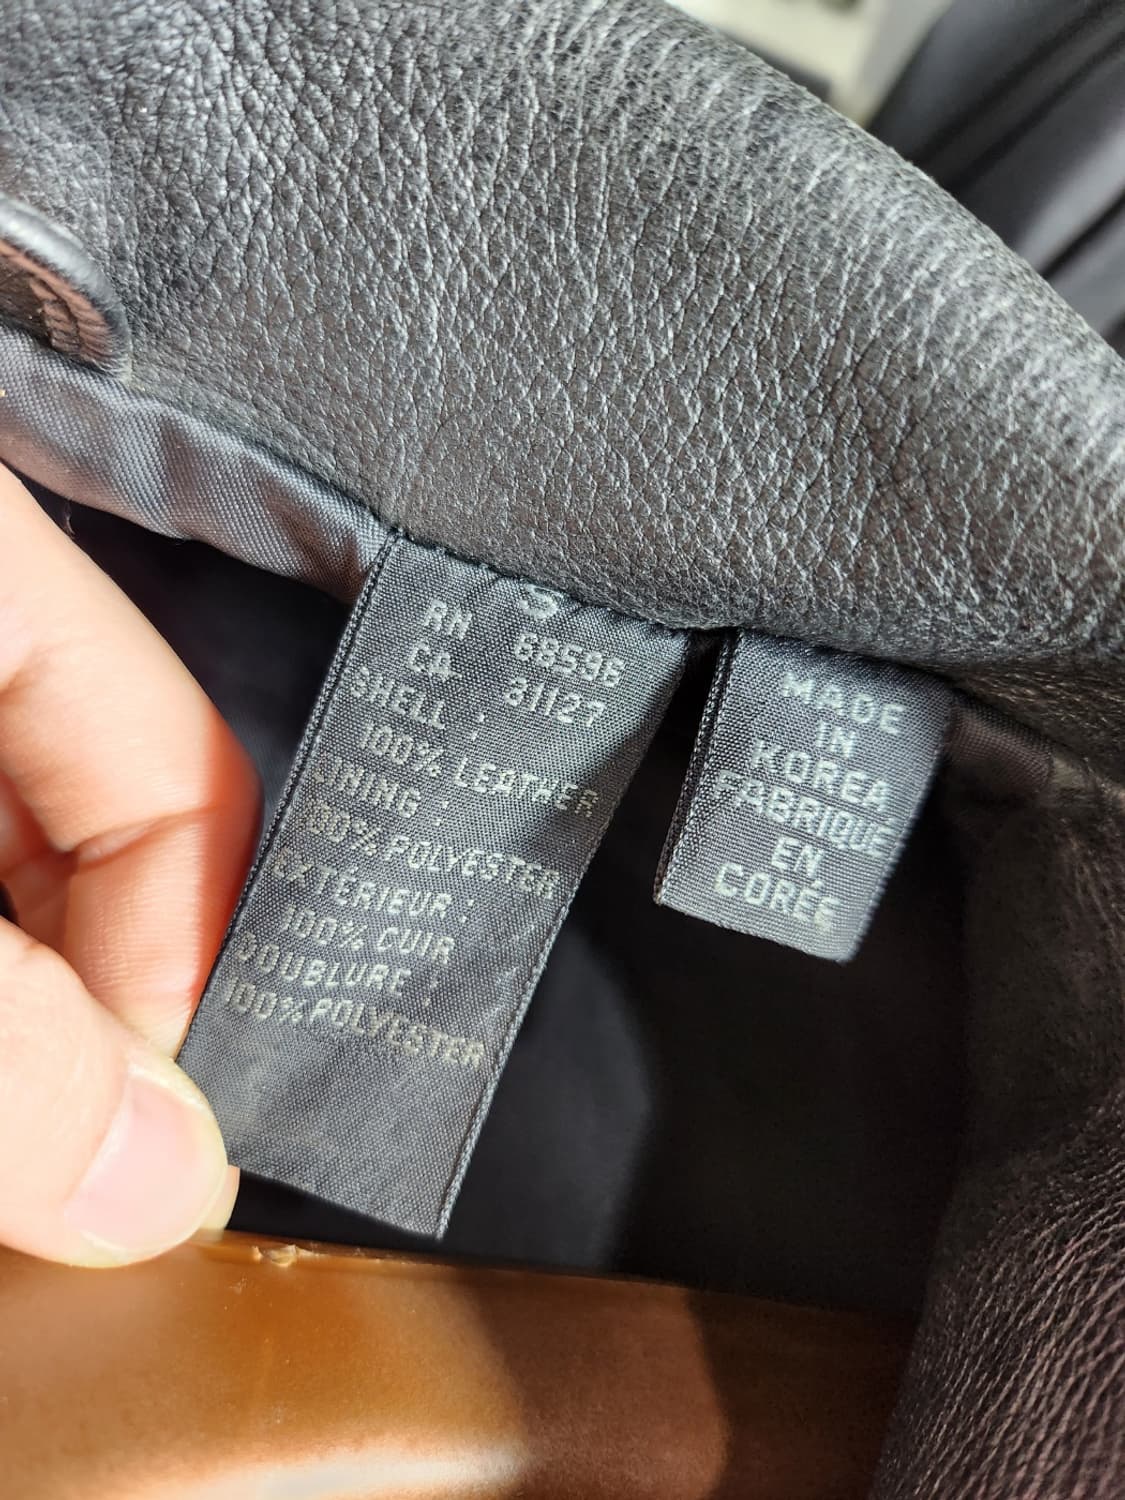 S
RN 68596
CA 31127
SHELL :
100% LEATHER
LINING :
100% POLYESTER
EXTÉRIEUR :
100% CUIR
DOUBLURE :
100% POLYESTER
MADE
IN
KOREA
FABRIQUÉ
EN
CORÉE